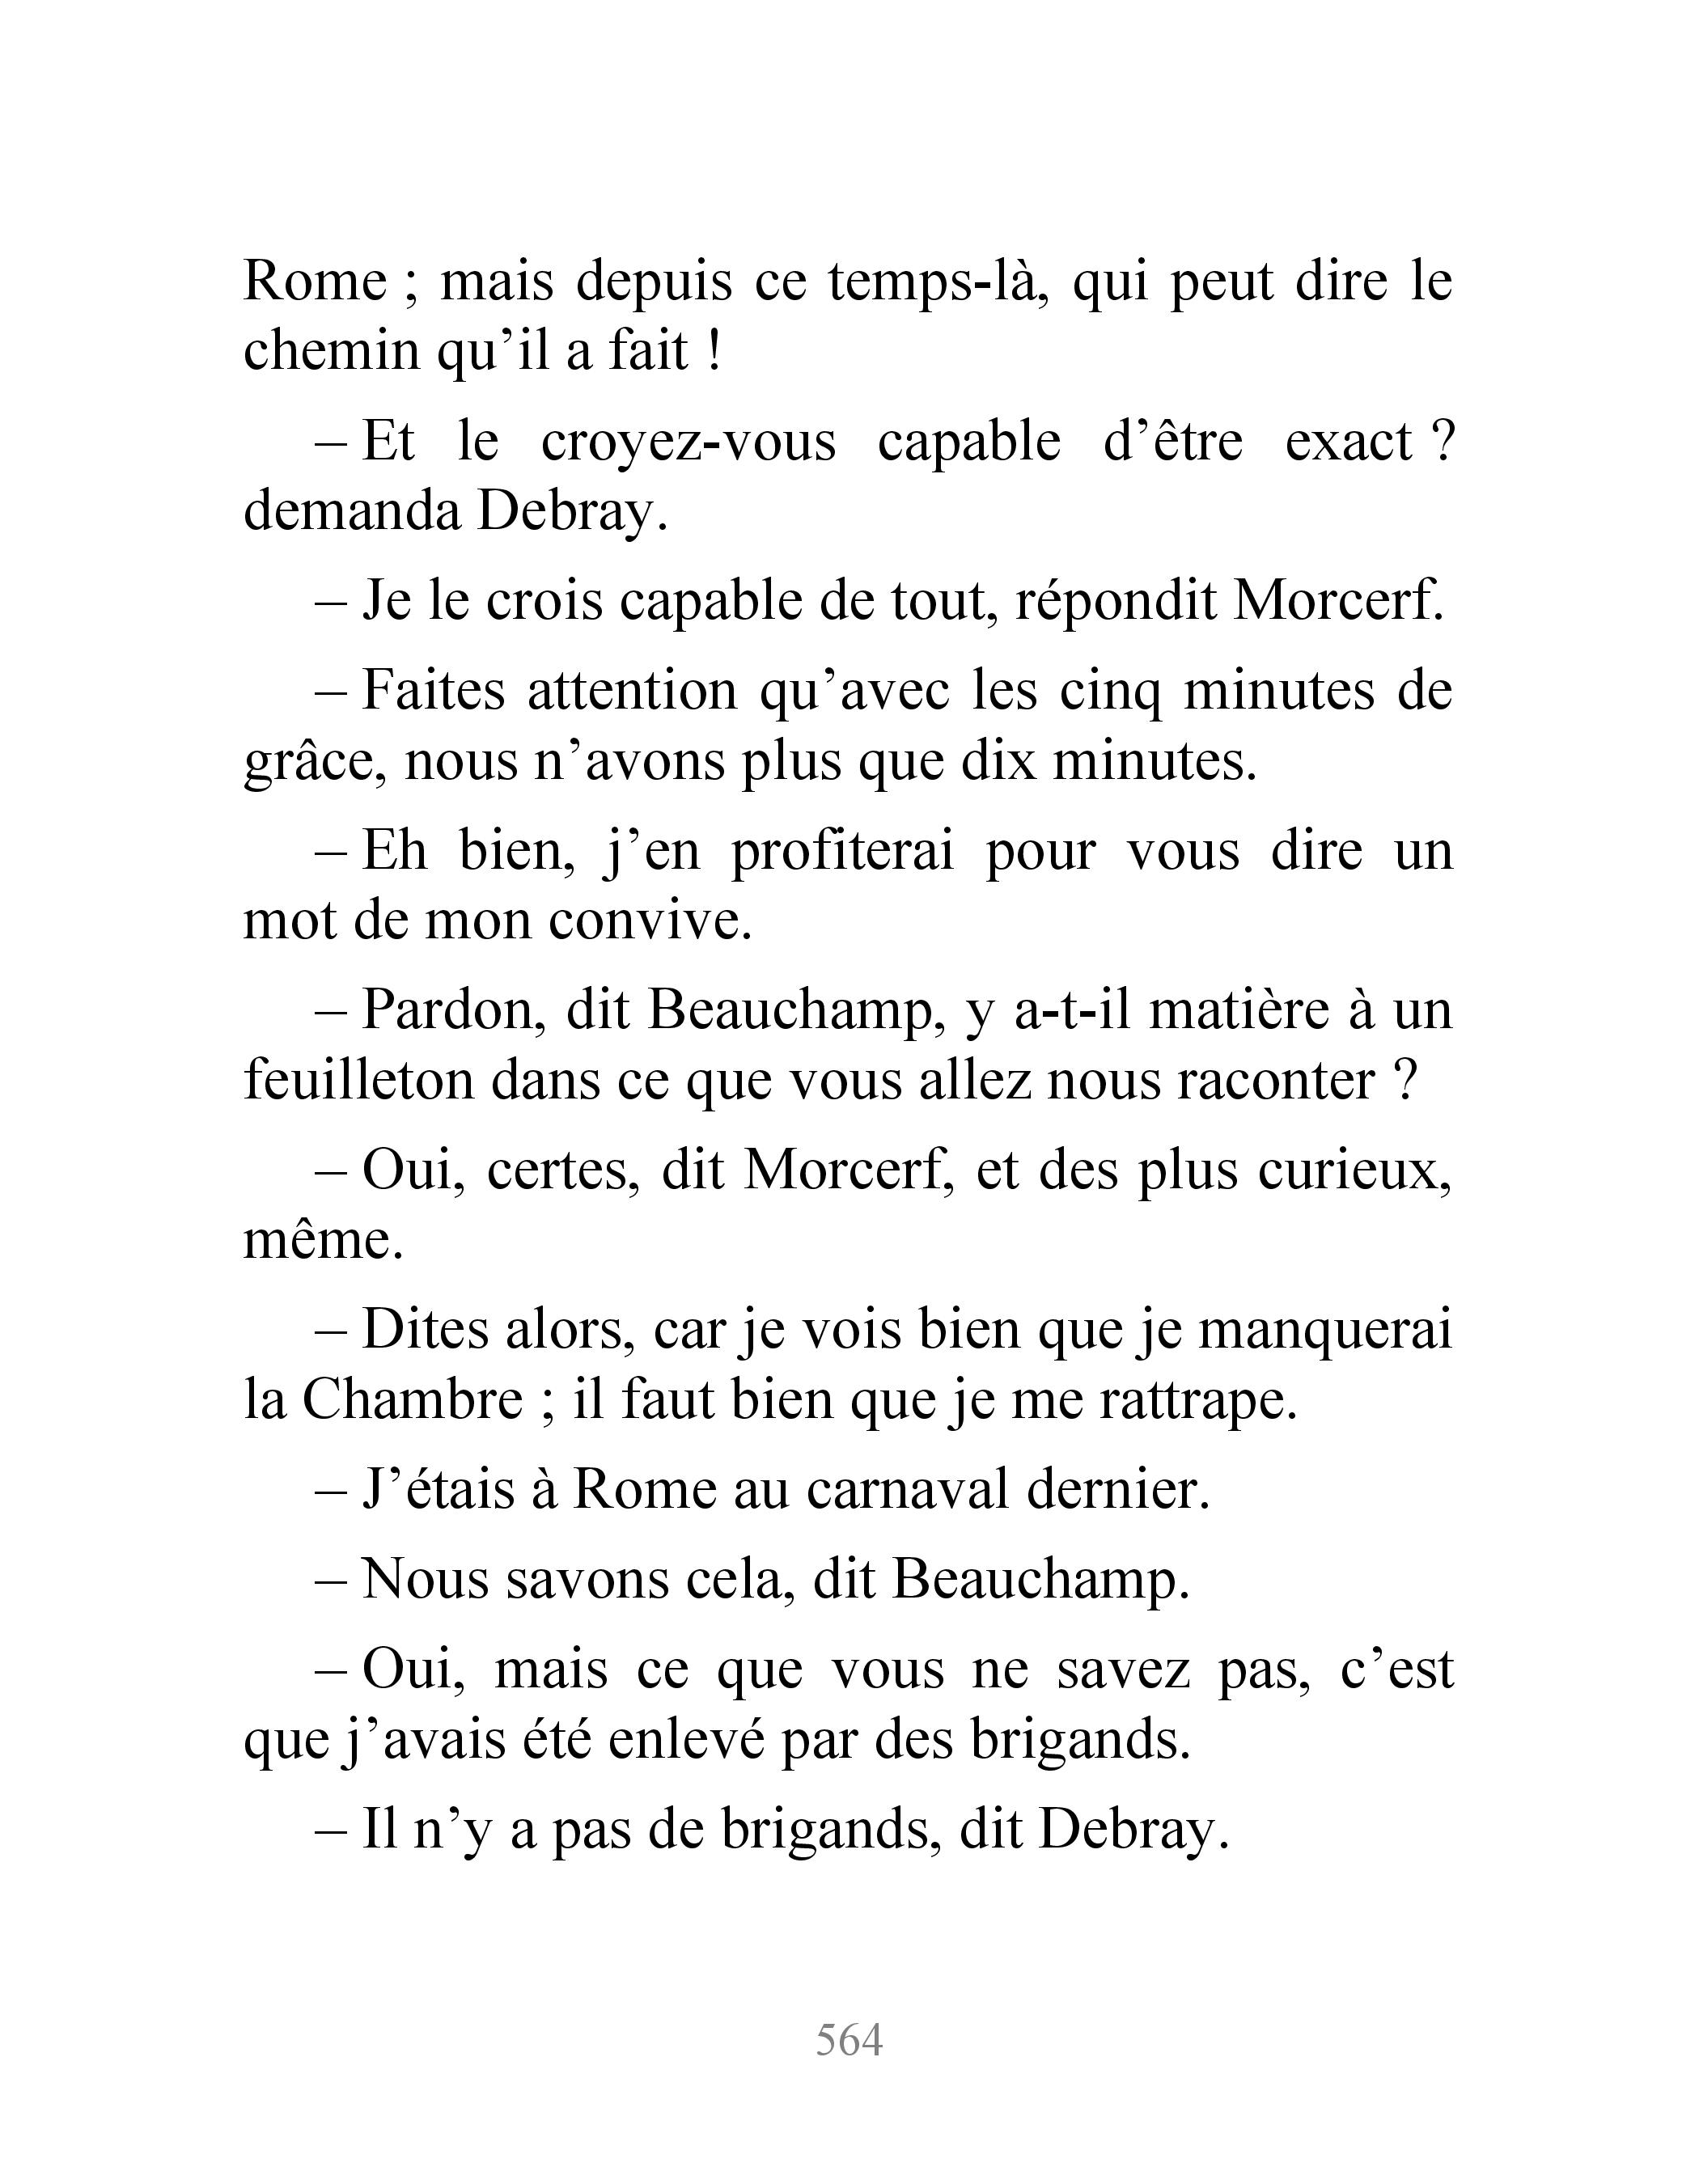 Rome ; mais depuis ce temps-là, qui peut dire le
chemin qu’il a fait !
– Et le croyez-vous capable d’être exact ?
demanda Debray.
– Je le crois capable de tout, répondit Morcerf.
– Faites attention qu’avec les cinq minutes de
grâce, nous n’avons plus que dix minutes.
– Eh bien, j’en profiterai pour vous dire un
mot de mon convive.
– Pardon, dit Beauchamp, y a-t-il matière à un
feuilleton dans ce que vous allez nous raconter ?
– Oui, certes, dit Morcerf, et des plus curieux,
même.
– Dites alors, car je vois bien que je manquerai
la Chambre ; il faut bien que je me rattrape.
– J’étais à Rome au carnaval dernier.
– Nous savons cela, dit Beauchamp.
– Oui, mais ce que vous ne savez pas, c’est
que j’avais été enlevé par des brigands.
– Il n’y a pas de brigands, dit Debray.
564